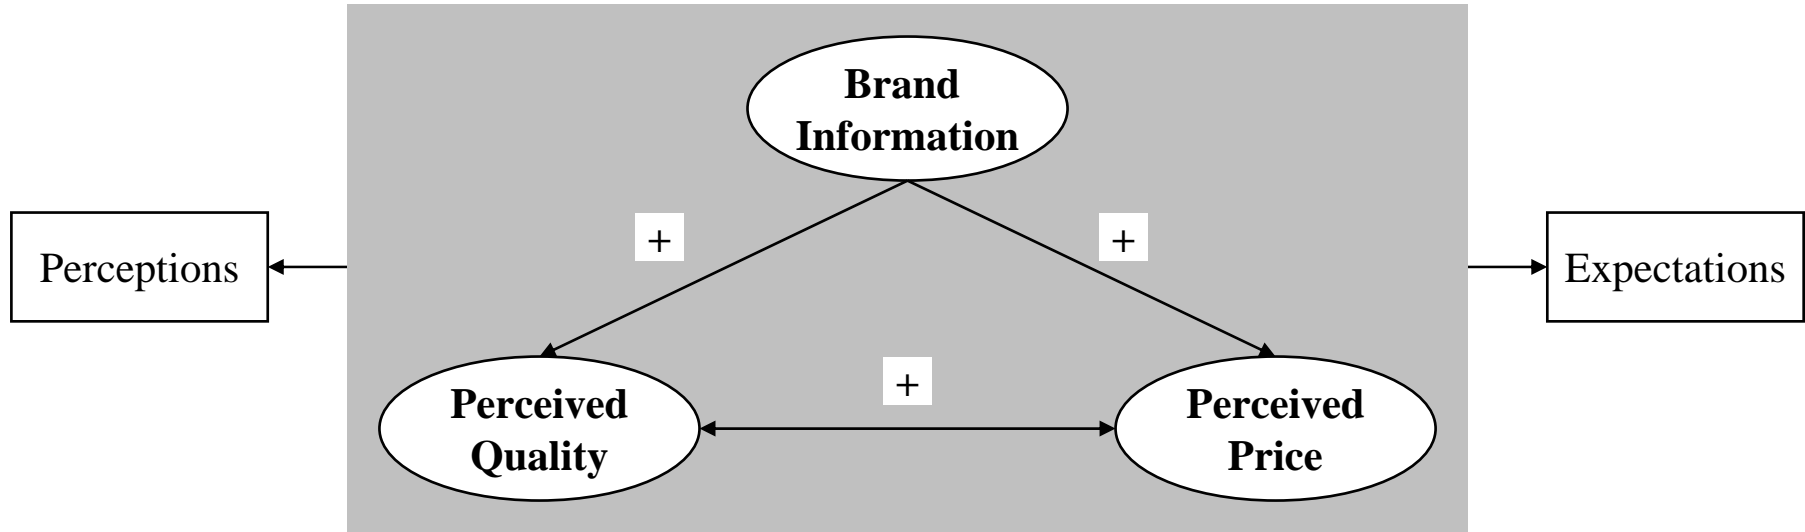 Brand
Information
+
+
Perceptions
Expectations
+
Perceived
Quality
Perceived
Price